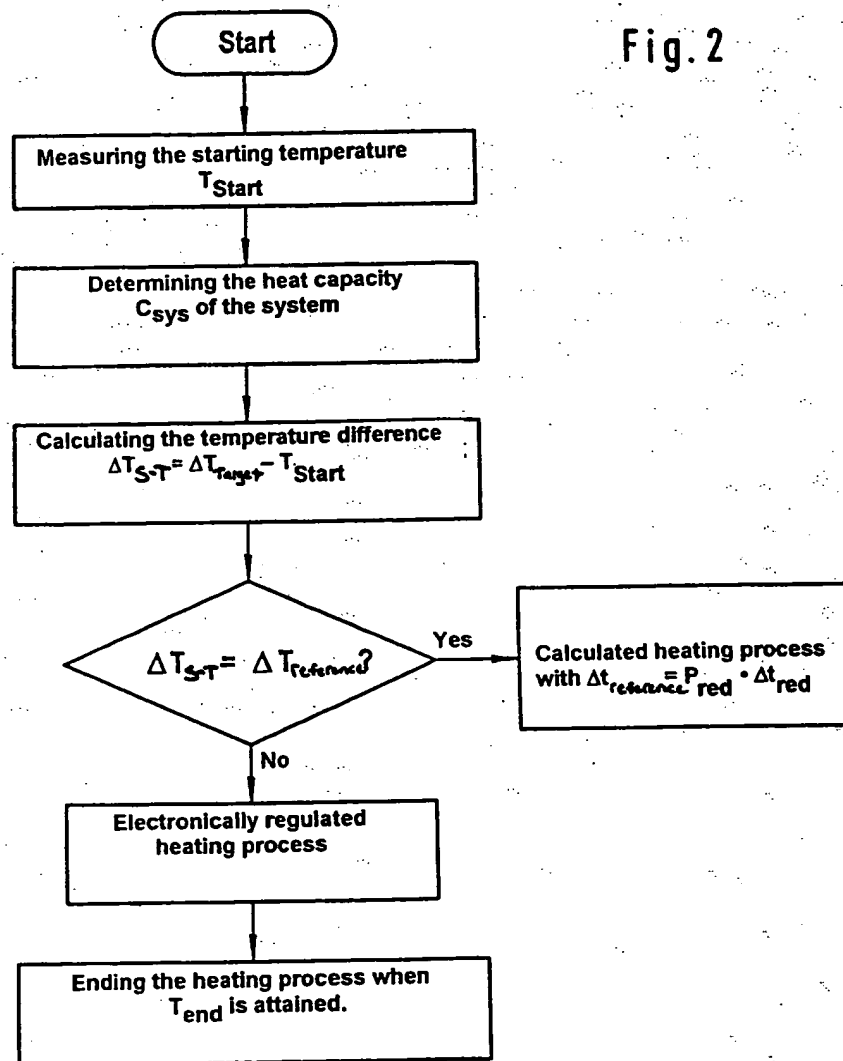 Start
Fig. 2
Measuring the starting temperature
TStart
Determining the heat capacity
Csys of the system
Calculating the temperature difference
ΔTS-T = ΔTTarget - TStart
ΔTS-T = ΔTreference?
Yes
Calculated heating process
with Δtreference = Pred • Δtred
No
Electronically regulated
heating process
Ending the heating process when
Tend is attained.